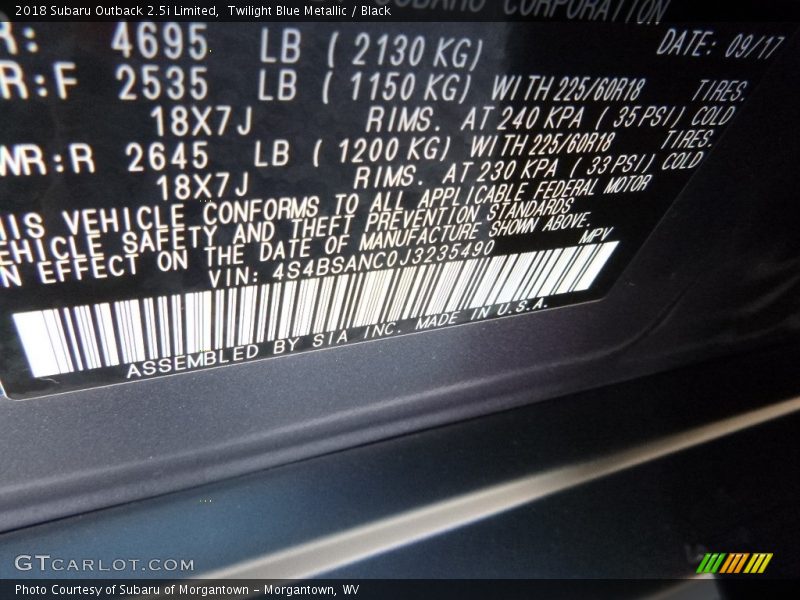 2018 Subaru Outback 2.5i Limited, Twilight Blue Metallic / Black
SUBARU CORPORATION
R: 4695 LB ( 2130 KG) DATE: 09/17
R:F 2535 LB ( 1150 KG) WITH 225/60R18 TIRES.
18X7J RIMS. AT 240 KPA ( 35 PSI) COLD
WR:R 2645 LB ( 1200 KG) WITH 225/60R18 TIRES.
18X7J RIMS. AT 230 KPA ( 33 PSI) COLD
HIS VEHICLE CONFORMS TO ALL APPLICABLE FEDERAL MOTOR
EHICLE SAFETY AND THEFT PREVENTION STANDARDS
N EFFECT ON THE DATE OF MANUFACTURE SHOWN ABOVE.
VIN: 4S4BSANC0J3235490 MPV
ASSEMBLED BY SIA INC. MADE IN U.S.A.
GTCARLOT.COM
Photo Courtesy of Subaru of Morgantown - Morgantown, WV